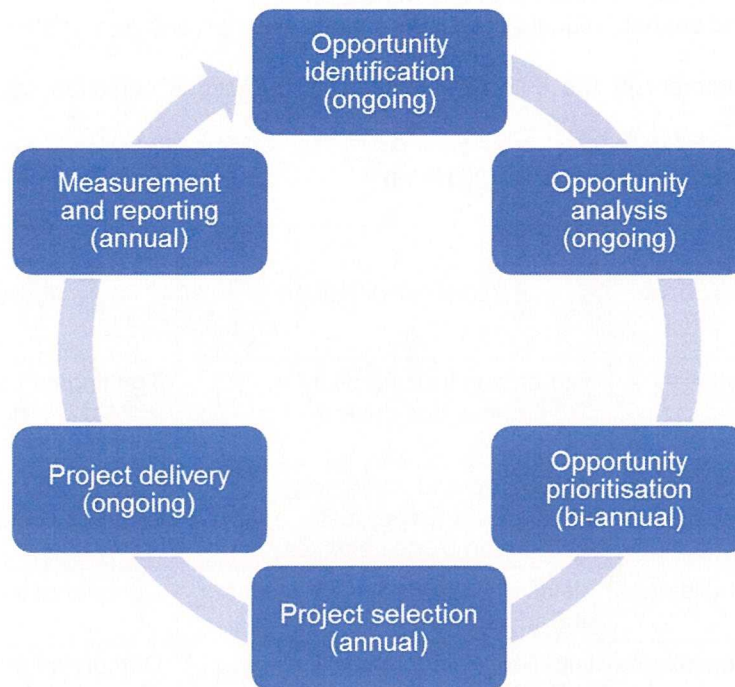 Opportunity
identification
(ongoing)
Opportunity
analysis
(ongoing)
Opportunity
prioritisation
(bi-annual)
Project selection
(annual)
Project delivery
(ongoing)
Measurement
and reporting
(annual)